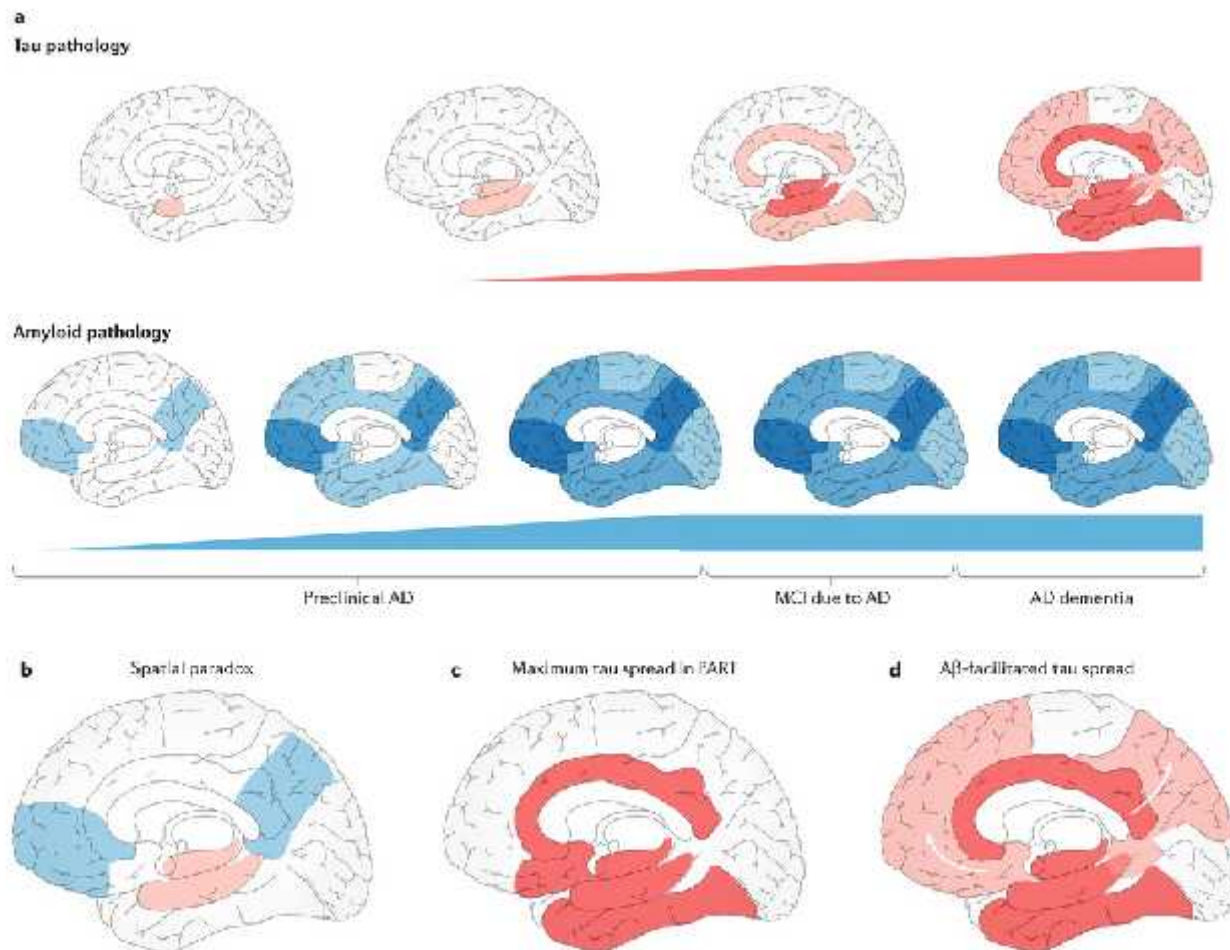 a
Tau pathology
Amyloid pathology
Preclinical AD
MCI due to AD
AD dementia
b Spatial paradox
c Maximum tau spread in PART
d Aβ-facilitated tau spread